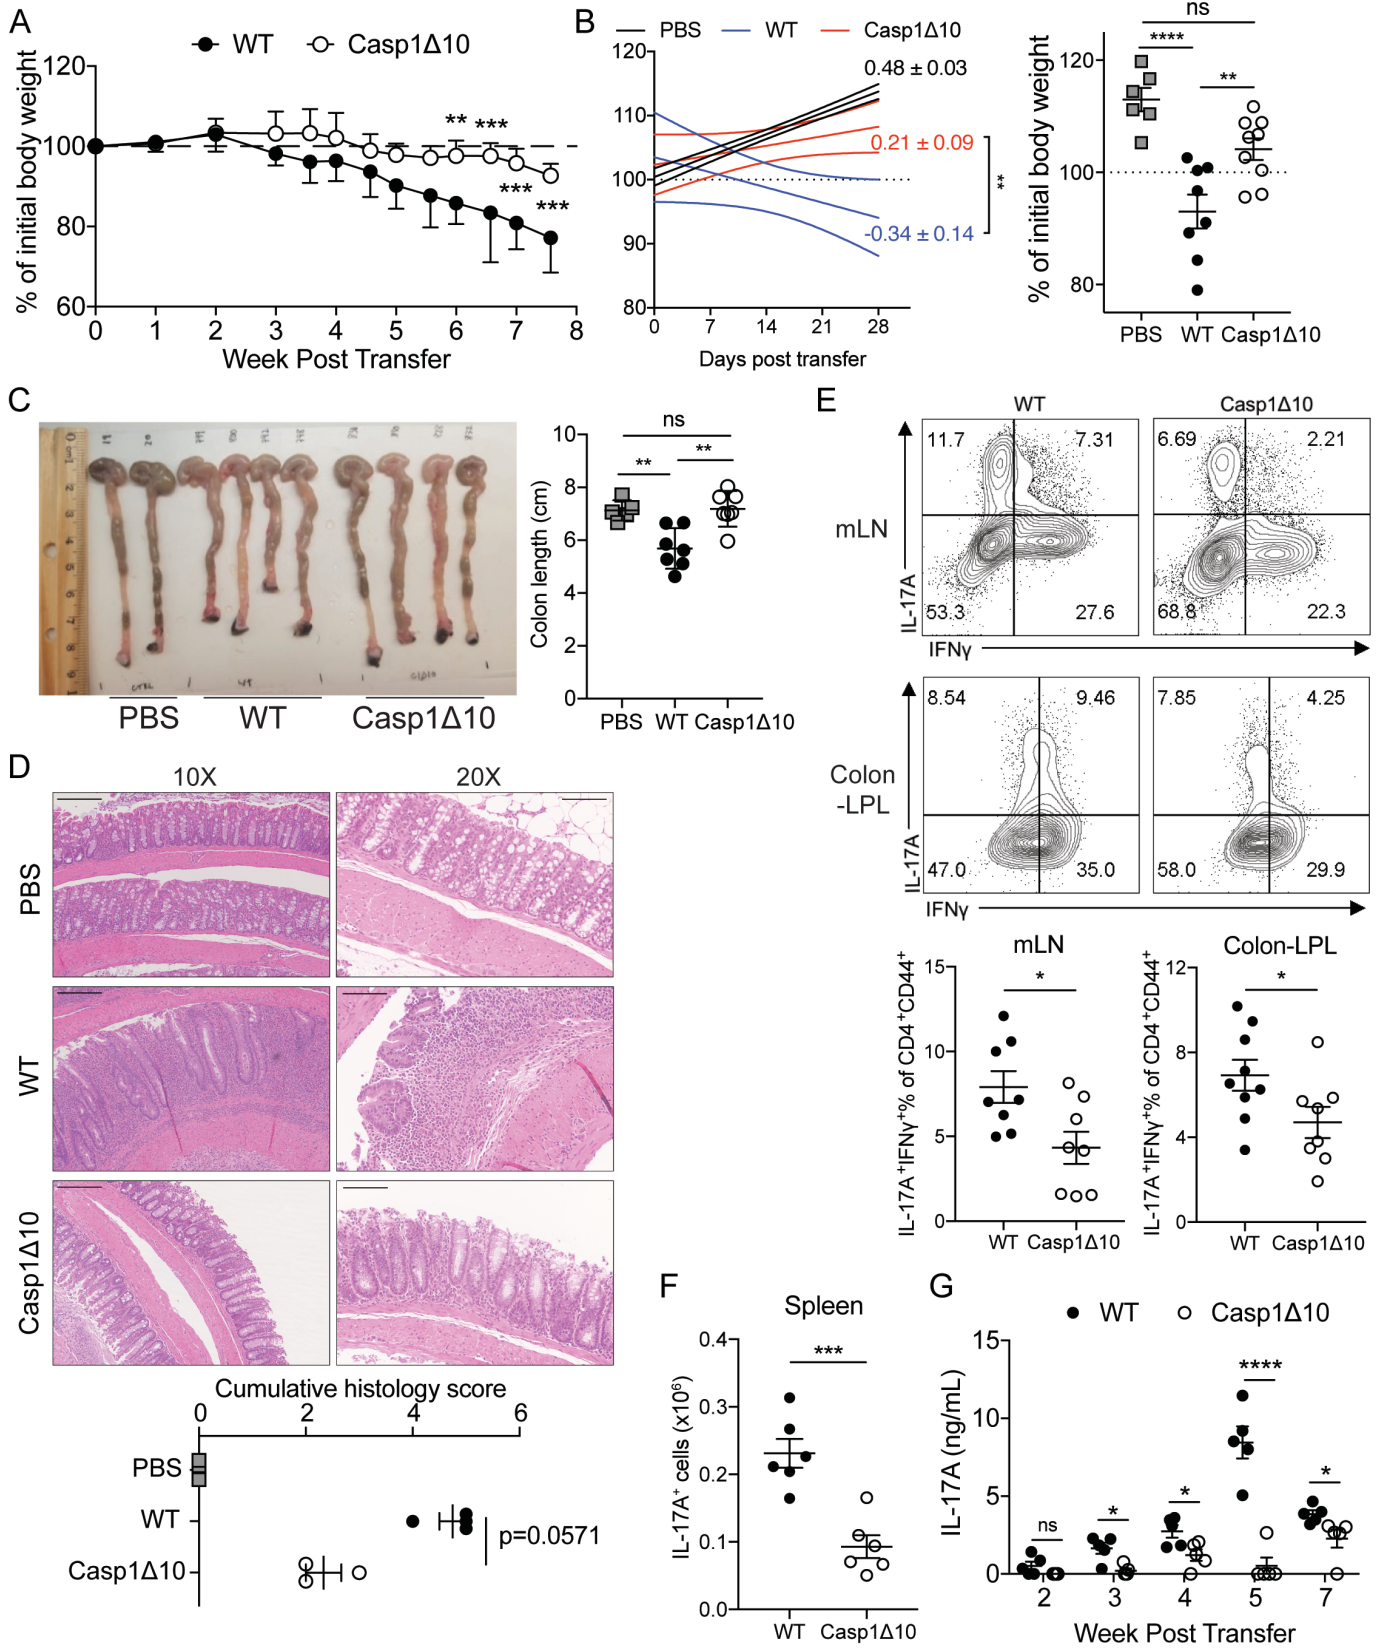 A
WT Casp1Δ10
% of initial body weight
120
100
80
60
** ***
***
***
0 1 2 3 4 5 6 7 8
Week Post Transfer
B
PBS WT Casp1Δ10
120
110
100
90
80
0.48 ± 0.03
0.21 ± 0.09
-0.34 ± 0.14
**
0 7 14 21 28
Days post transfer
% of initial body weight
120
100
80
ns
****
**
PBS WT Casp1Δ10
C
PBS WT Casp1Δ10
Colon length (cm)
10
8
6
4
2
0
ns
** **
PBS WT Casp1Δ10
D
10X 20X
PBS
WT
Casp1Δ10
Cumulative histology score
0 2 4 6
PBS
WT
Casp1Δ10
p=0.0571
E
WT Casp1Δ10
mLN
IL-17A
11.7 7.31
53.3 27.6
6.69 2.21
68.8 22.3
IFNγ
Colon
-LPL
IL-17A
8.54 9.46
47.0 35.0
7.85 4.25
58.0 29.9
IFNγ
mLN
IL-17A⁺IFNγ⁺% of CD4⁺CD44⁺
15
10
5
0
*
WT Casp1Δ10
Colon-LPL
IL-17A⁺IFNγ⁺% of CD4⁺CD44⁺
12
8
4
0
*
WT Casp1Δ10
F
Spleen
IL-17A⁺ cells (x10⁶)
0.4
0.3
0.2
0.1
0.0
***
WT Casp1Δ10
G
WT Casp1Δ10
IL-17A (ng/mL)
15
10
5
0
ns
*
*
****
*
2 3 4 5 7
Week Post Transfer